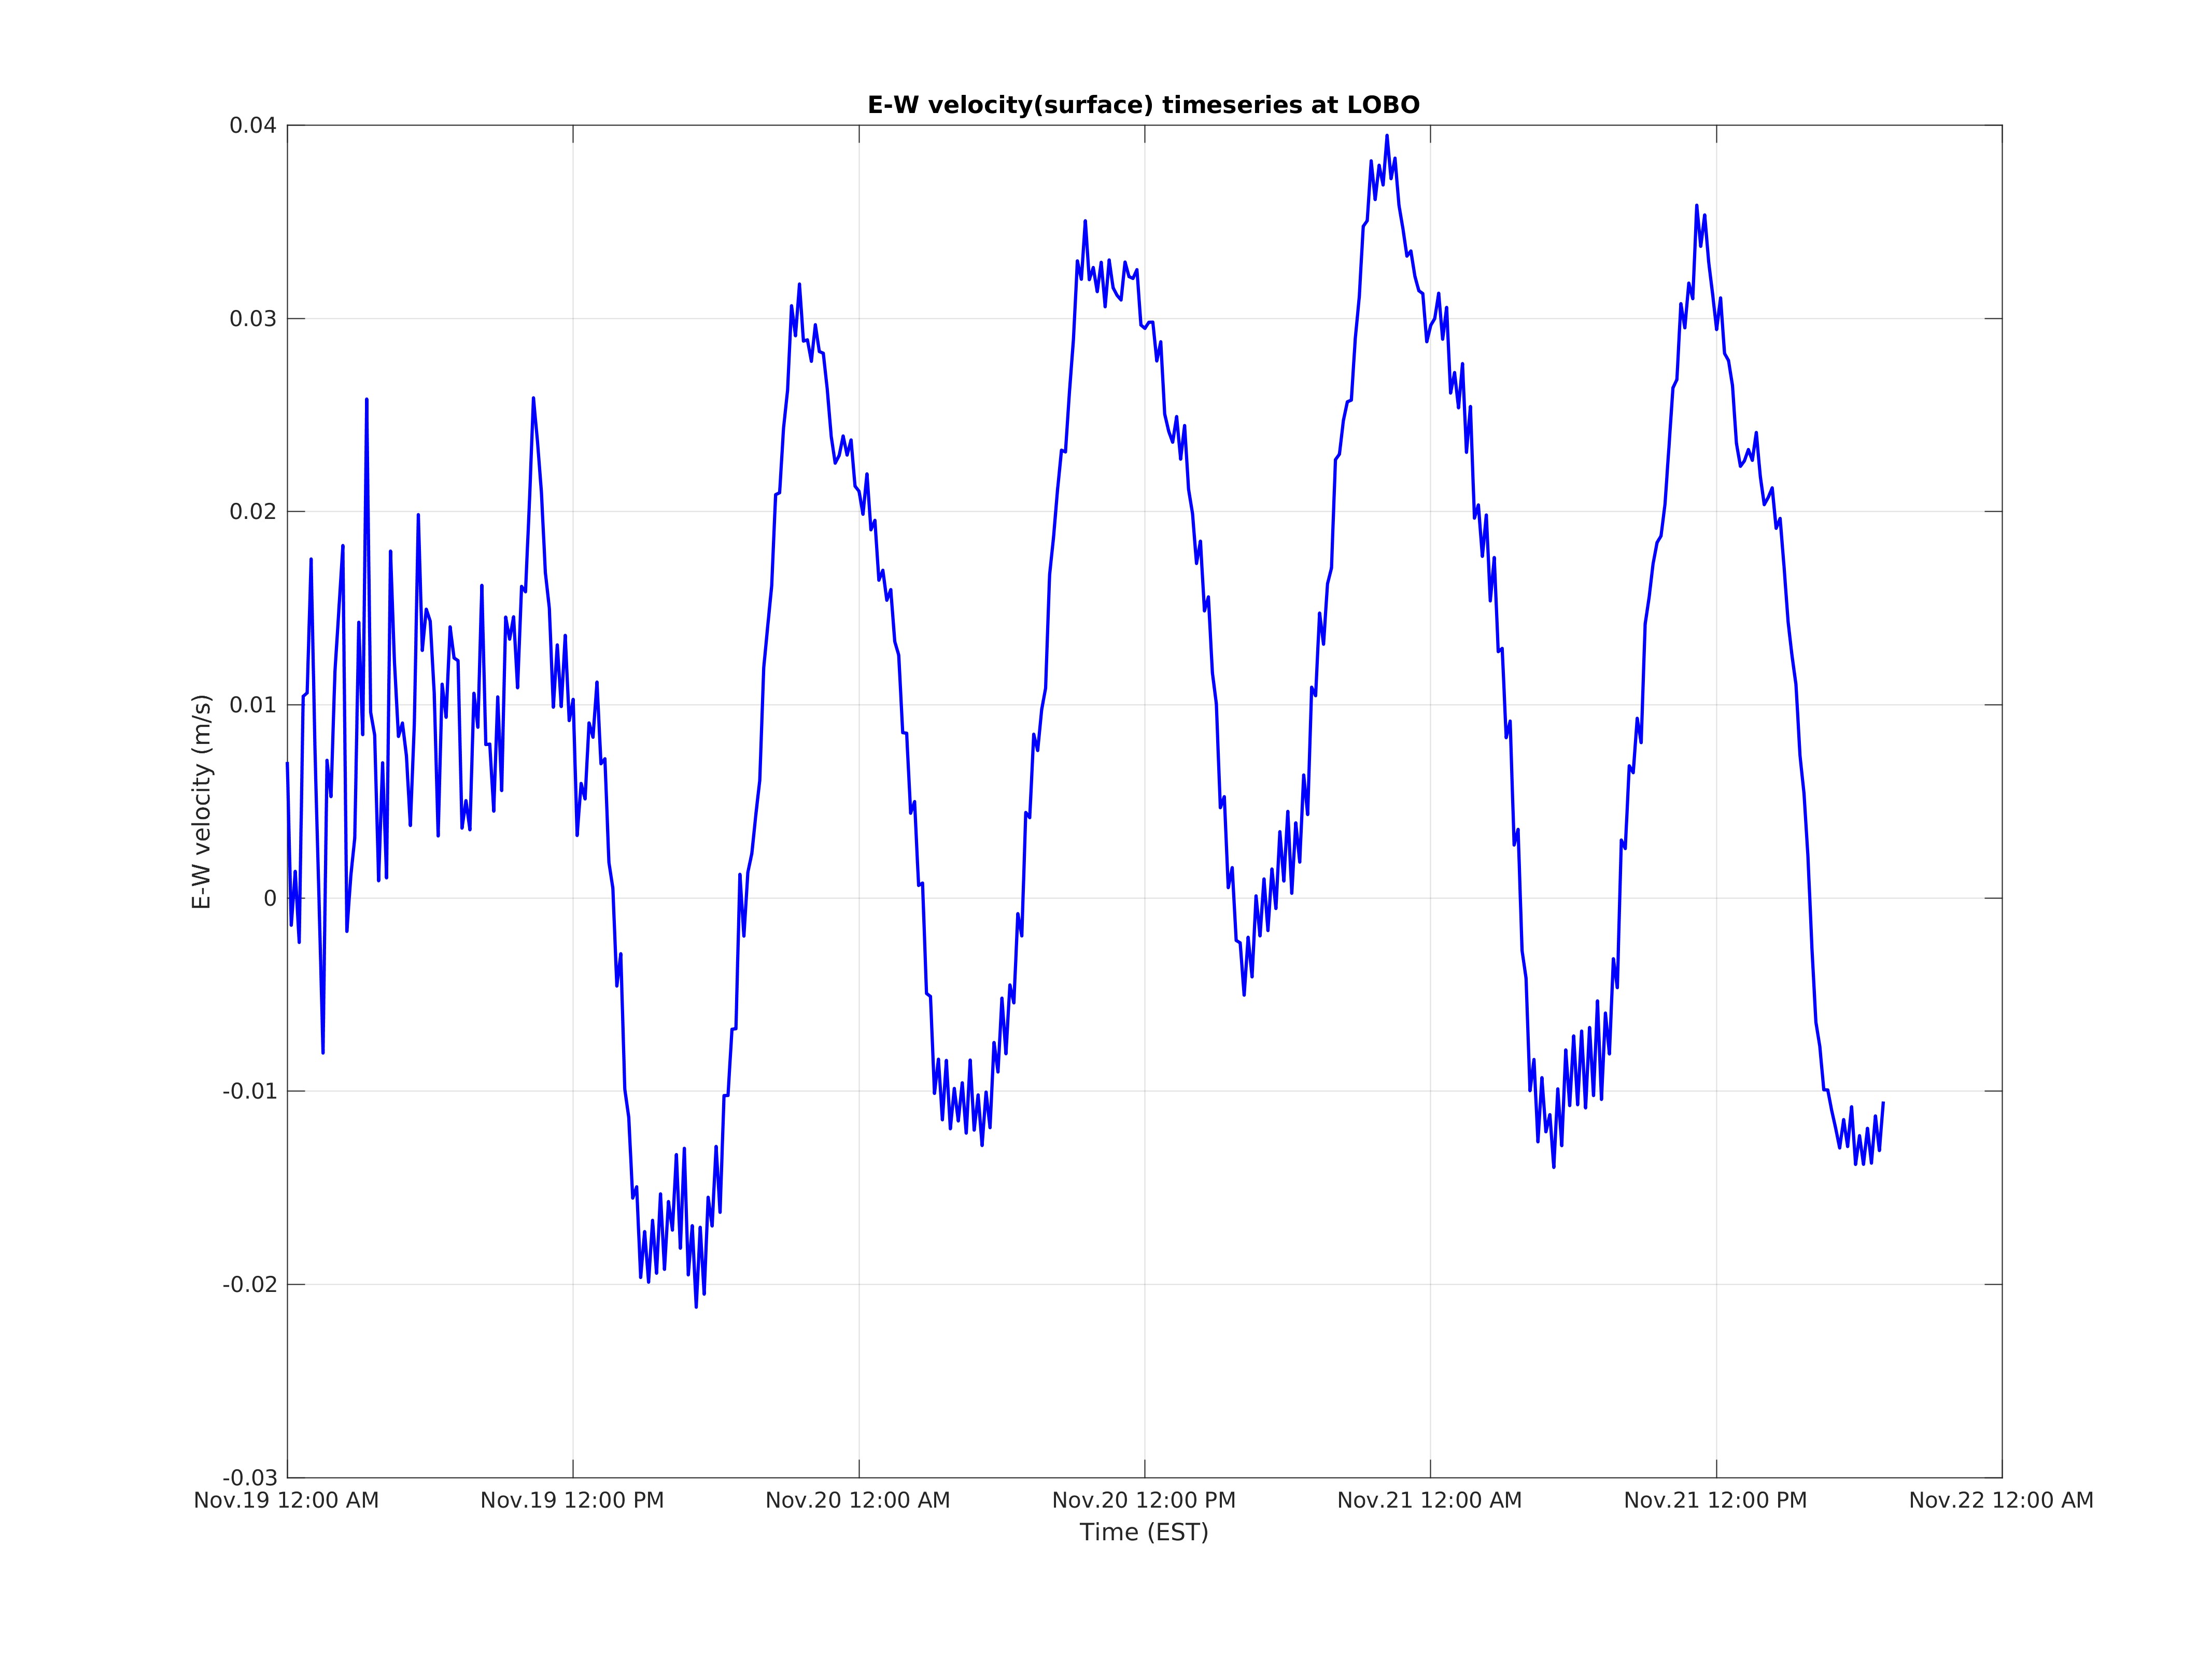 E-W velocity(surface) timeseries at LOBO
0.04
0.03
0.02
0.01
0
-0.01
-0.02
-0.03
E-W velocity (m/s)
Nov.19 12:00 AM Nov.19 12:00 PM Nov.20 12:00 AM Nov.20 12:00 PM Nov.21 12:00 AM Nov.21 12:00 PM Nov.22 12:00 AM
Time (EST)